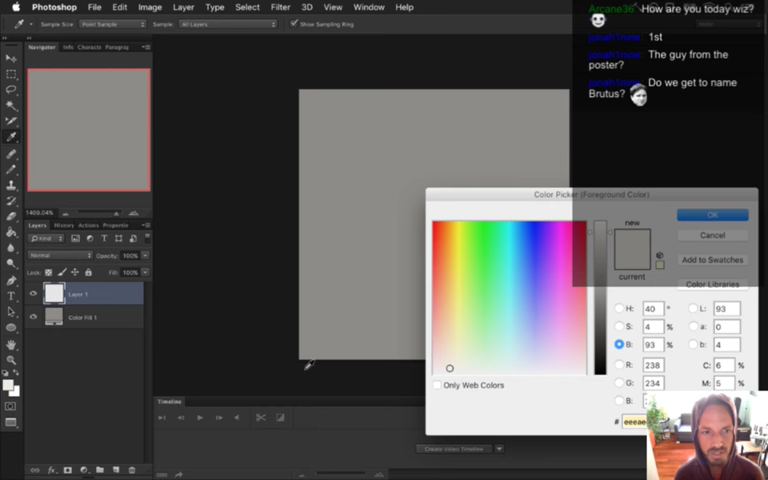 Photoshop File Edit Image Layer Type Select Filter 3D View Window Help
Arcane36: How are you today wiz?
Sample Size: Point Sample Sample: All Layers Show Sampling Ring
1st
The guy from the
poster?
Do we get to name
Brutus?
Navigator Info Characte Paragrap
1400.04%
Layers History Actions Properties
Kind
Normal Opacity: 100%
Lock: Fill: 100%
Layer 1
Color Fill 1
Color Picker (Foreground Color)
new
current
OK
Cancel
Add to Swatches
Color Libraries
H: 40 ° L: 93
S: 4 % a: 0
B: 93 % b: 4
R: 238 C: 6 %
G: 234 M: 5 %
B:
Only Web Colors
# eeeae
Timeline
Create Video Timeline